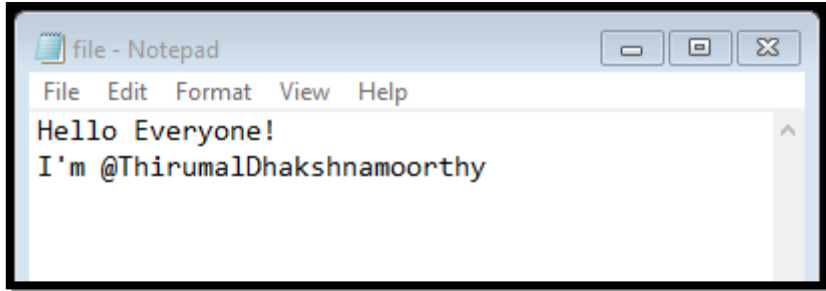 file - Notepad
File Edit Format View Help
Hello Everyone!
I'm @ThirumalDhakshnamoorthy